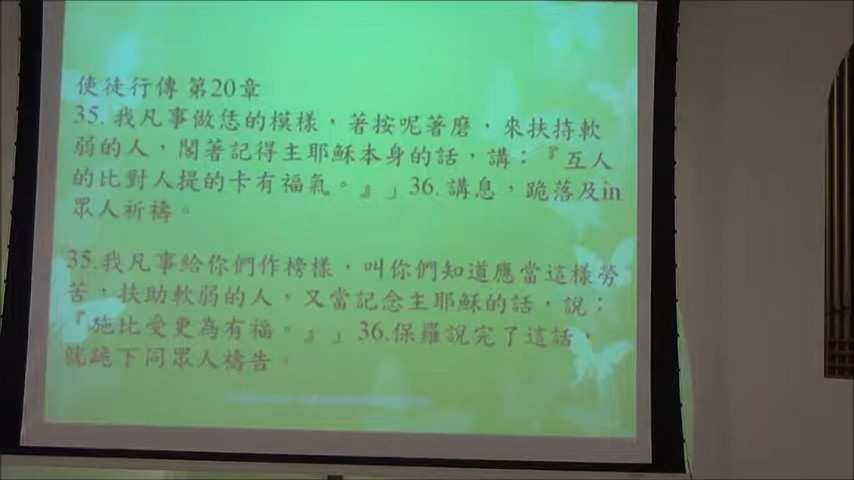 使徒行傳 第20章
35. 我凡事做恁的模樣，著按呢著磨，來扶持軟
弱的人，閣著記得主耶穌本身的話，講：『互人
的比對人提的卡有福氣。』」36. 講息，跪落及in
眾人祈禱。
35.我凡事給你們作榜樣，叫你們知道應當這樣勞
苦，扶助軟弱的人，又當記念主耶穌的話，說：
『施比受更為有福。』」36.保羅說完了這話，
就跪下同眾人禱告。